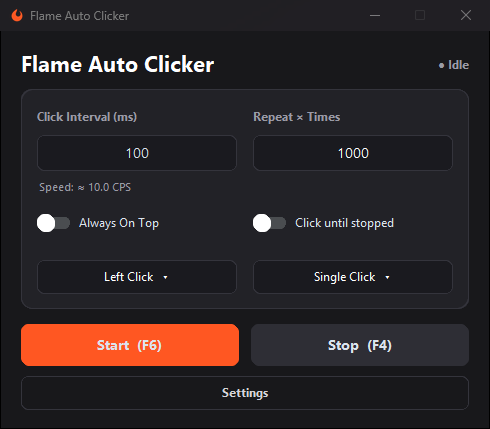 Flame Auto Clicker
Flame Auto Clicker
● Idle
Click Interval (ms)
Repeat × Times
100
1000
Speed: ≈ 10.0 CPS
Always On Top
Click until stopped
Left Click
Single Click
Start (F6)
Stop (F4)
Settings